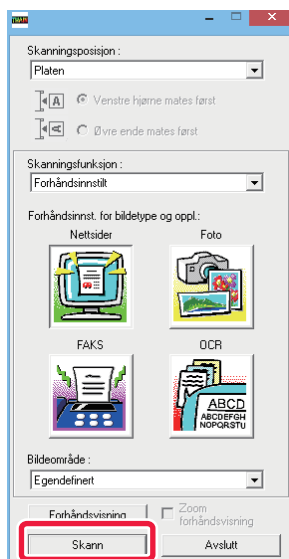 Skanningsposisjon :
Platen
A Venstre hjørne mates først
A Øvre ende mates først
Skanningsfunksjon :
Forhåndsinnstilt
Forhåndsinnst. for bildetype og oppl.:
Nettsider Foto
FAKS OCR
ABCD
ABCDEFGH
NOPQRSTU
Bildeområde :
Egendefinert
Forhåndsvisning Zoom forhåndsvisning
Skann Avslutt